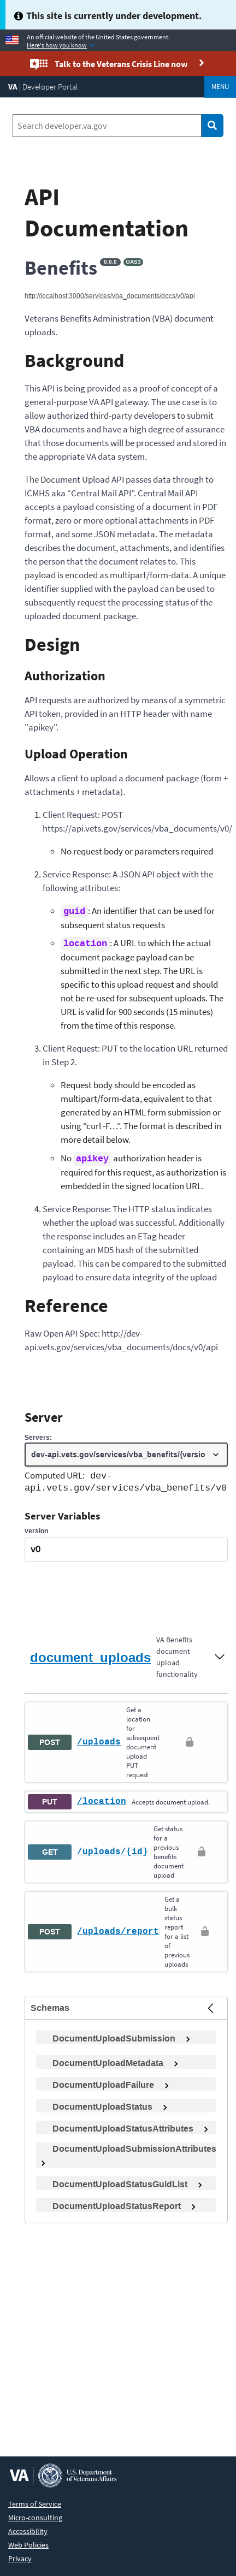 This site is currently under development.
An official website of the United States government.
Here's how you know
Talk to the Veterans Crisis Line now
VA | Developer Portal
MENU
Search developer.va.gov
API
Documentation
Benefits 0.0.0 OAS3
http://localhost:3000/services/vba_documents/docs/v0/api
Veterans Benefits Administration (VBA) document
uploads.
Background
This API is being provided as a proof of concept of a
general-purpose VA API gateway. The use case is to
allow authorized third-party developers to submit
VBA documents and have a high degree of assurance
that those documents will be processed and used in
the VA data system.
The Document Upload API passes data through to
ICMHS aka “Central Mail API”. Central Mail API
accepts a payload consisting of a document in PDF
format, zero or more optional attachments in PDF
format, and some JSON metadata. The metadata
describes the document, attachments, and identifies
the person that the document relates to. This
payload is encoded as multipart/form-data. A unique
identifier supplied with the payload can be used to
subsequently request the processing status of the
uploaded document package.
Design
Authorization
API requests are authorized by means of a symmetric
API token, provided in an HTTP header with name
"apikey".
Upload Operation
Allows a client to upload a document package (form +
attachments + metadata).
1. Client Request: POST
https://api.vets.gov/services/vba_documents/v0/
No request body or parameters required
2. Service Response: A JSON API object with the
following attributes:
guid : An identifier that can be used for
subsequent status requests
location : A URL to which the actual
document package payload can be
submitted in the next step. The URL is
specific to this upload request and should
not be re-used for subsequent uploads. The
URL is valid for 900 seconds (15 minutes)
from the time of this response.
3. Client Request: PUT to the location URL returned
in Step 2.
Request body should be encoded as
multipart/form-data, equivalent to that
generated by an HTML form submission or
using “curl -F…”. The format is described in
more detail below.
No apikey authorization header is
required for this request, as authorization is
embedded in the signed location URL.
4. Service Response: The HTTP status indicates
whether the upload was successful. Additionally
the response includes an ETag header
containing an MD5 hash of the submitted
payload. This can be compared to the submitted
payload to ensure data integrity of the upload
Reference
Raw Open API Spec: http://dev-
api.vets.gov/services/vba_documents/docs/v0/api
Server
Servers:
dev-api.vets.gov/services/vba_benefits/{versio
Computed URL: dev-
api.vets.gov/services/vba_benefits/v0
Server Variables
version
v0
document_uploads
VA Benefits
document
upload
functionality
POST /uploads
Get a
location
for
subsequent
document
upload
PUT
request
PUT /location Accepts document upload.
GET /uploads/{id}
Get status
for a
previous
benefits
document
upload
POST /uploads/report
Get a
bulk
status
report
for a list
of
previous
uploads
Schemas
DocumentUploadSubmission
DocumentUploadMetadata
DocumentUploadFailure
DocumentUploadStatus
DocumentUploadStatusAttributes
DocumentUploadSubmissionAttributes
DocumentUploadStatusGuidList
DocumentUploadStatusReport
VA
U.S. Department
of Veterans Affairs
Terms of Service
Micro-consulting
Accessibility
Web Policies
Privacy